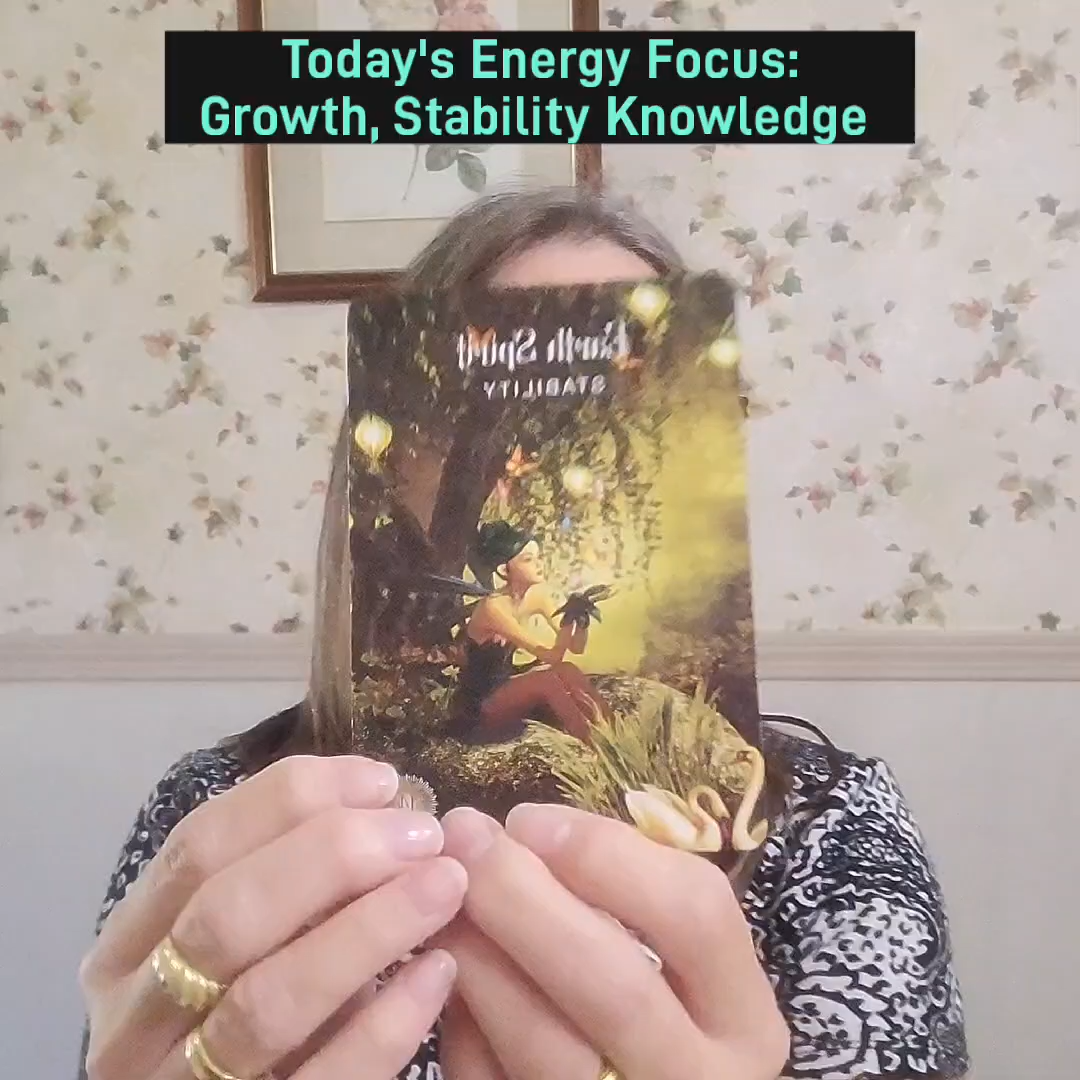 Today's Energy Focus:
Growth, Stability Knowledge
Earth Spirit
STABILITY